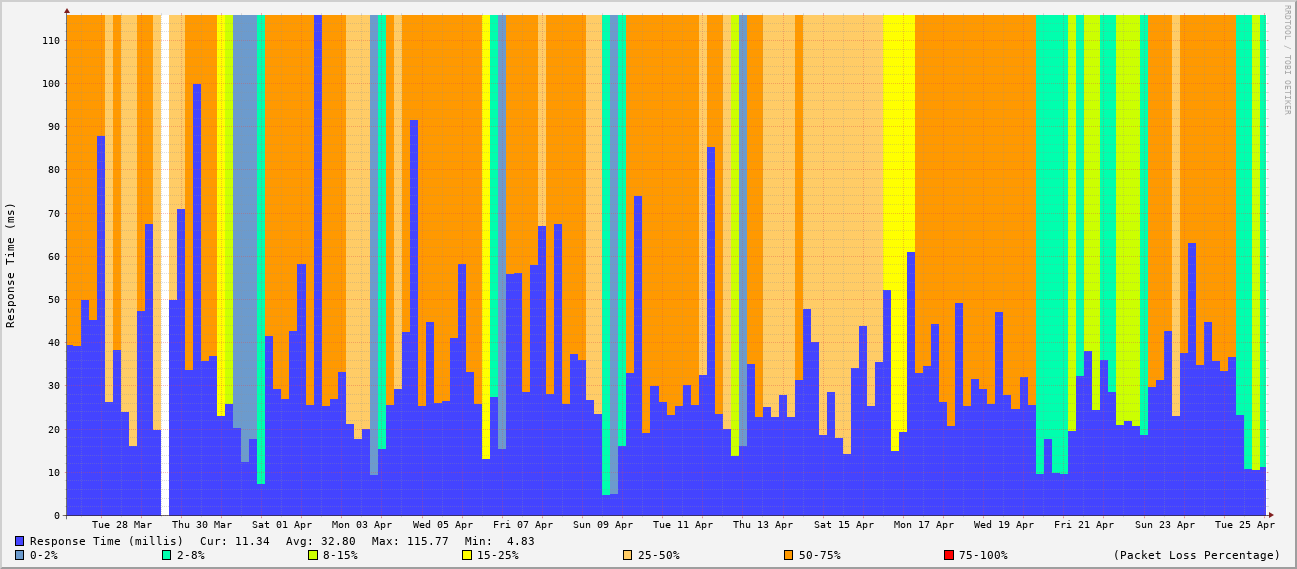 RRDTOOL / TOBI OETIKER
Response Time (ms)
110
100
90
80
70
60
50
40
30
20
10
0
Tue 28 Mar Thu 30 Mar Sat 01 Apr Mon 03 Apr Wed 05 Apr Fri 07 Apr Sun 09 Apr Tue 11 Apr Thu 13 Apr Sat 15 Apr Mon 17 Apr Wed 19 Apr Fri 21 Apr Sun 23 Apr Tue 25 Apr
Response Time (millis) Cur: 11.34 Avg: 32.80 Max: 115.77 Min: 4.83
0-2% 2-8% 8-15% 15-25% 25-50% 50-75% 75-100% (Packet Loss Percentage)